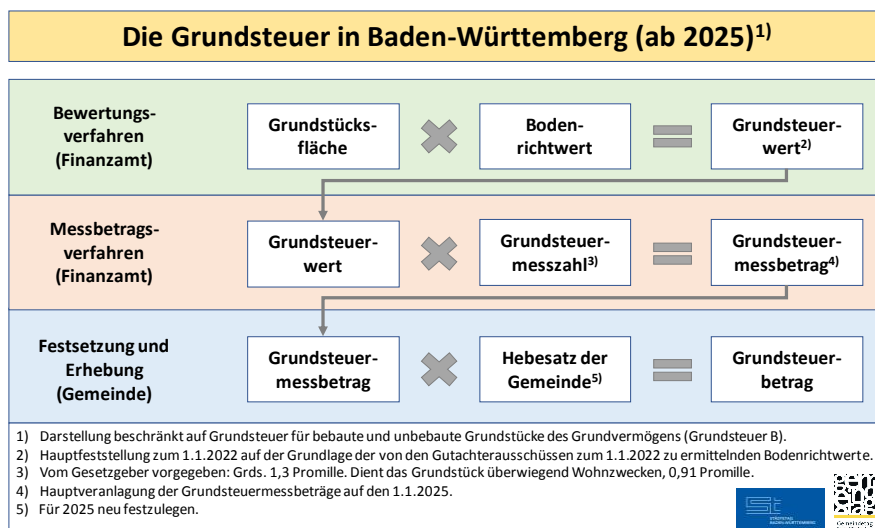 Die Grundsteuer in Baden-Württemberg (ab 2025)1)
Bewertungs-
verfahren
(Finanzamt)
Grundstücks-
fläche
Boden-
richtwert
Grundsteuer-
wert2)
Messbetrags-
verfahren
(Finanzamt)
Grundsteuer-
wert
Grundsteuer-
messzahl3)
Grundsteuer-
messbetrag4)
Festsetzung und
Erhebung
(Gemeinde)
Grundsteuer-
messbetrag
Hebesatz der
Gemeinde5)
Grundsteuer-
betrag
1) Darstellung beschränkt auf Grundsteuer für bebaute und unbebaute Grundstücke des Grundvermögens (Grundsteuer B).
2) Hauptfeststellung zum 1.1.2022 auf der Grundlage der von den Gutachterausschüssen zum 1.1.2022 zu ermittelnden Bodenrichtwerte.
3) Vom Gesetzgeber vorgegeben: Grds. 1,3 Promille. Dient das Grundstück überwiegend Wohnzwecken, 0,91 Promille.
4) Hauptveranlagung der Grundsteuermessbeträge auf den 1.1.2025.
5) Für 2025 neu festzulegen.
STÄDTETAG
BADEN-WÜRTTEMBERG
Gemeindetag